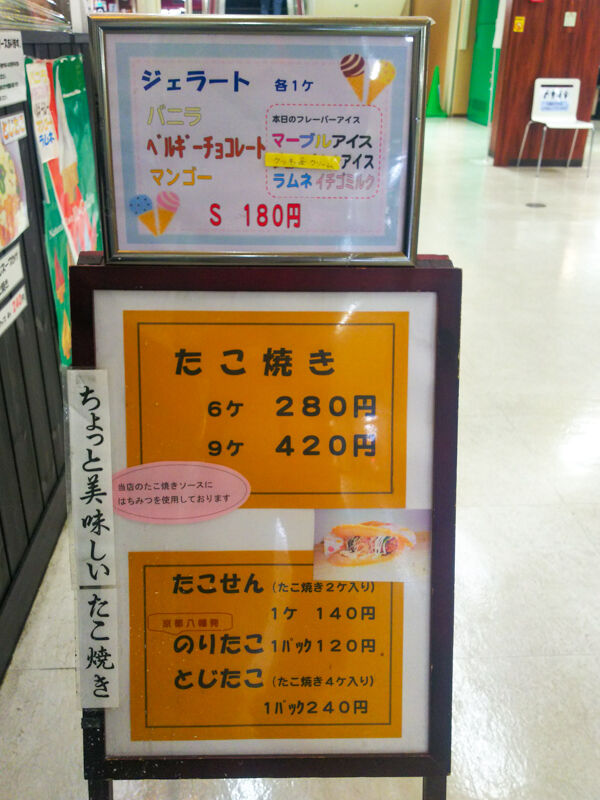 ジェラート 各1ケ
バニラ
ベルギーチョコレート
マンゴー
本日のフレーバーアイス
マーブルアイス
アイス
ラムネ イチゴミルク
S 180円
たこ焼き
6ケ 280円
9ケ 420円
当店のたこ焼きソースに
はちみつを使用しております
ちょっと美味しいたこ焼き
たこせん(たこ焼き2ケ入り)
1ケ 140円
京都八幡発
のりたこ 1パック120円。
とじたこ(たこ焼き4ケ入り)
1パック240円
ラムネ